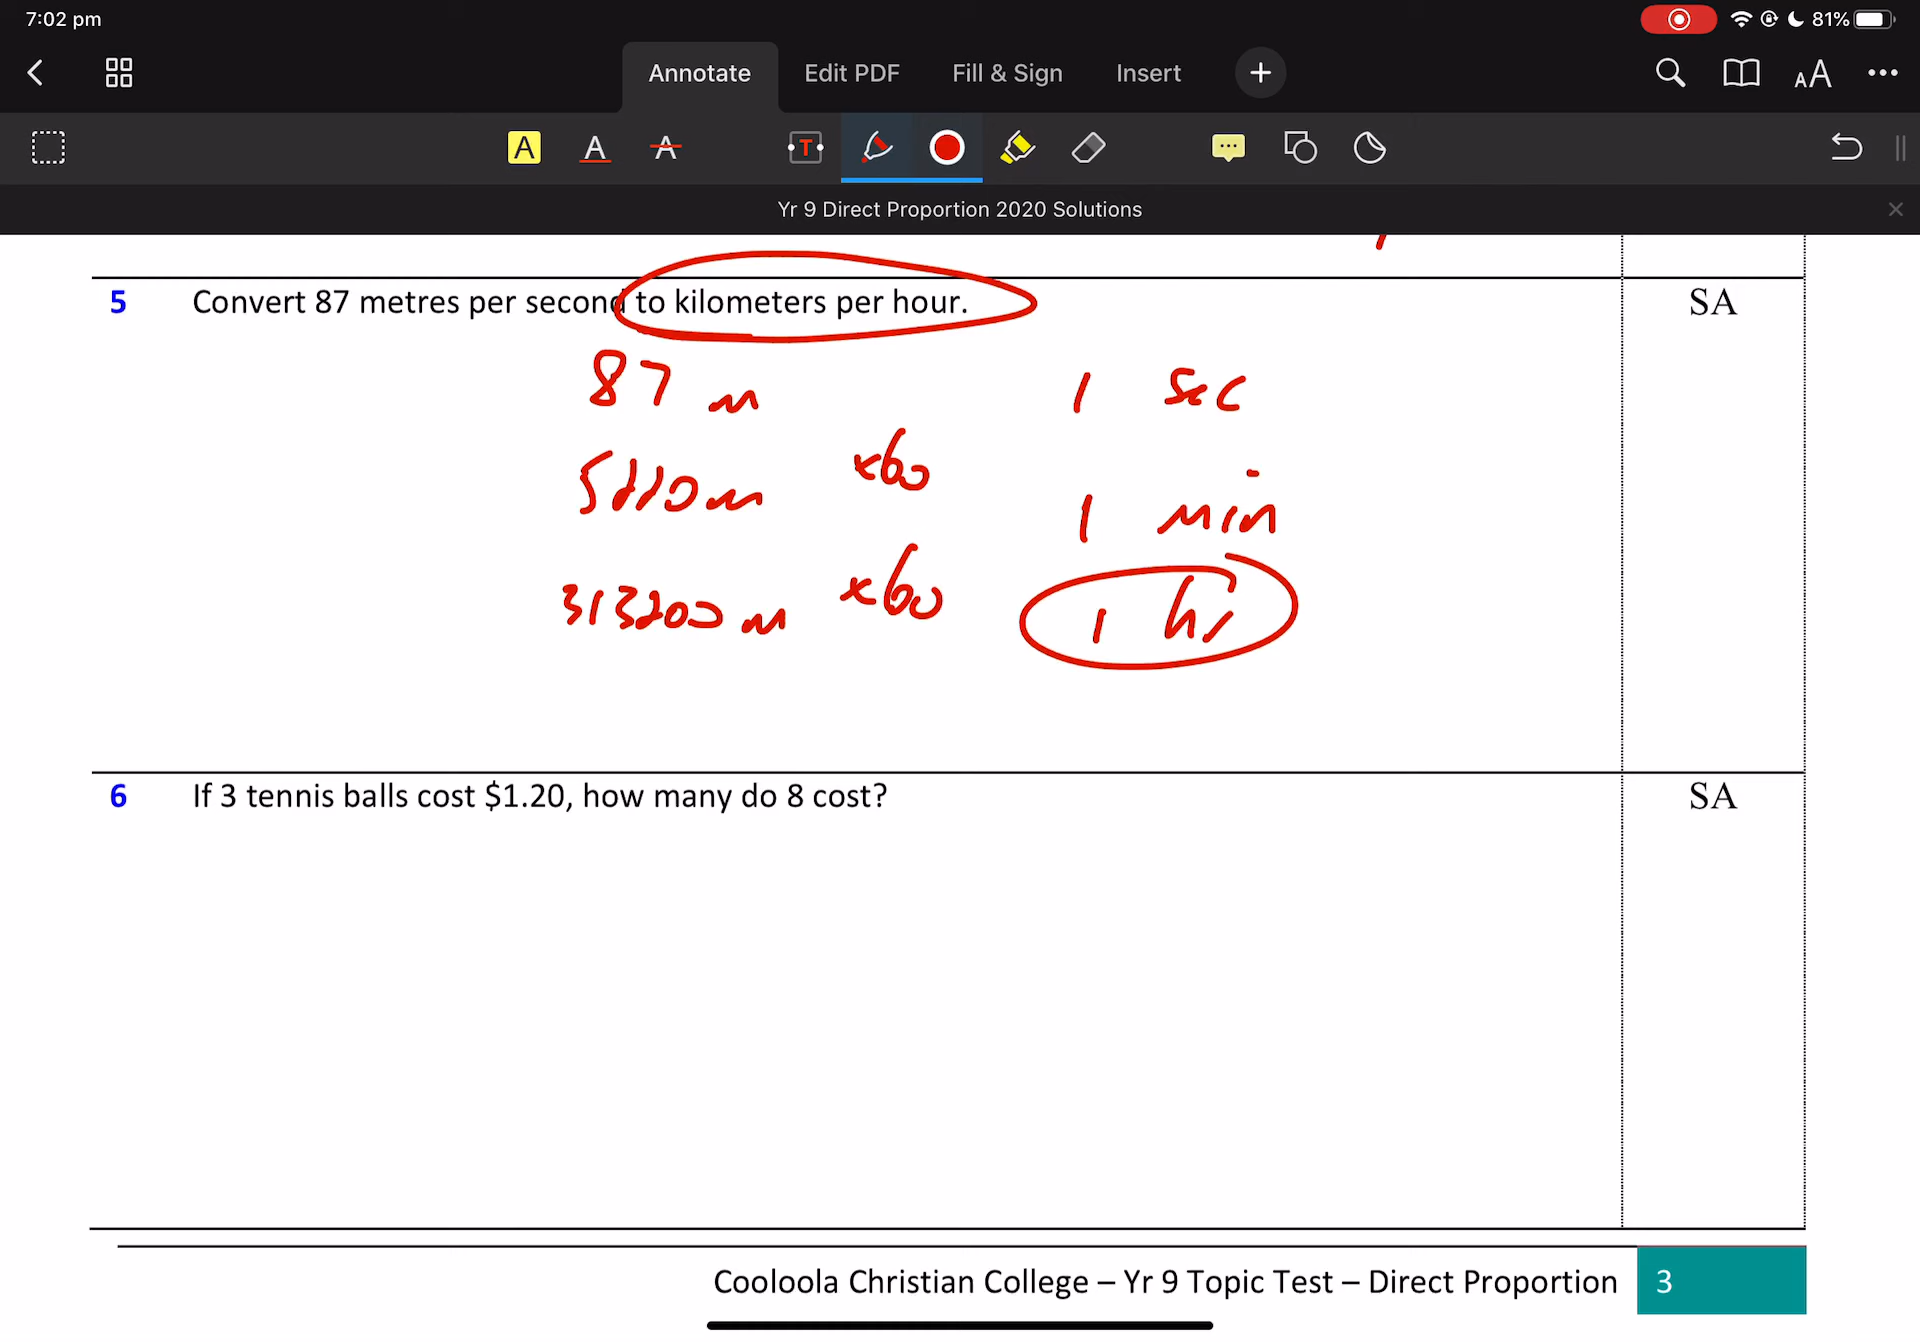 7:02 pm
81%
Annotate Edit PDF Fill & Sign Insert
Yr 9 Direct Proportion 2020 Solutions
5 Convert 87 metres per second to kilometers per hour. SA
87 m 1 sec
x60
5220m 1 min
x60
313200 m 1 hr
6 If 3 tennis balls cost $1.20, how many do 8 cost? SA
Cooloola Christian College – Yr 9 Topic Test – Direct Proportion 3